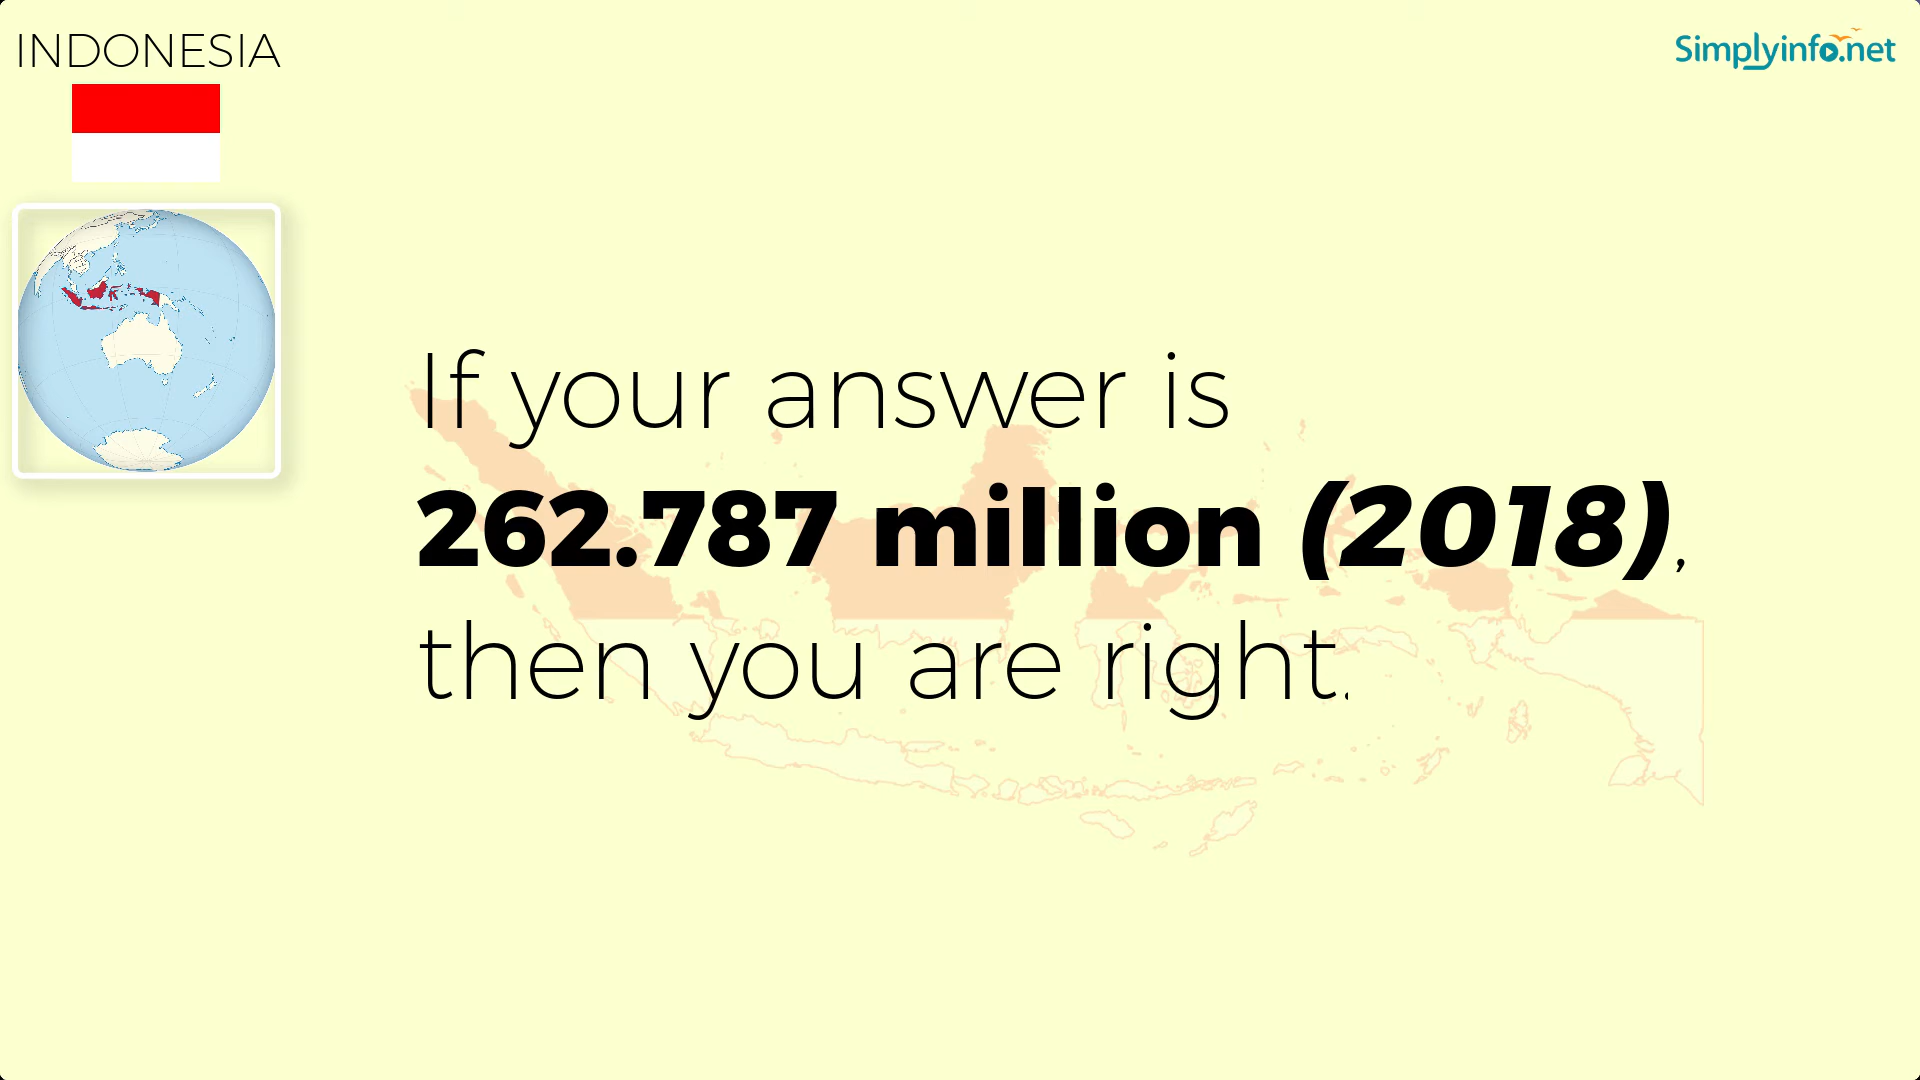 INDONESIA
Simplyinfo.net
If your answer is
262.787 million (2018),
then you are right.